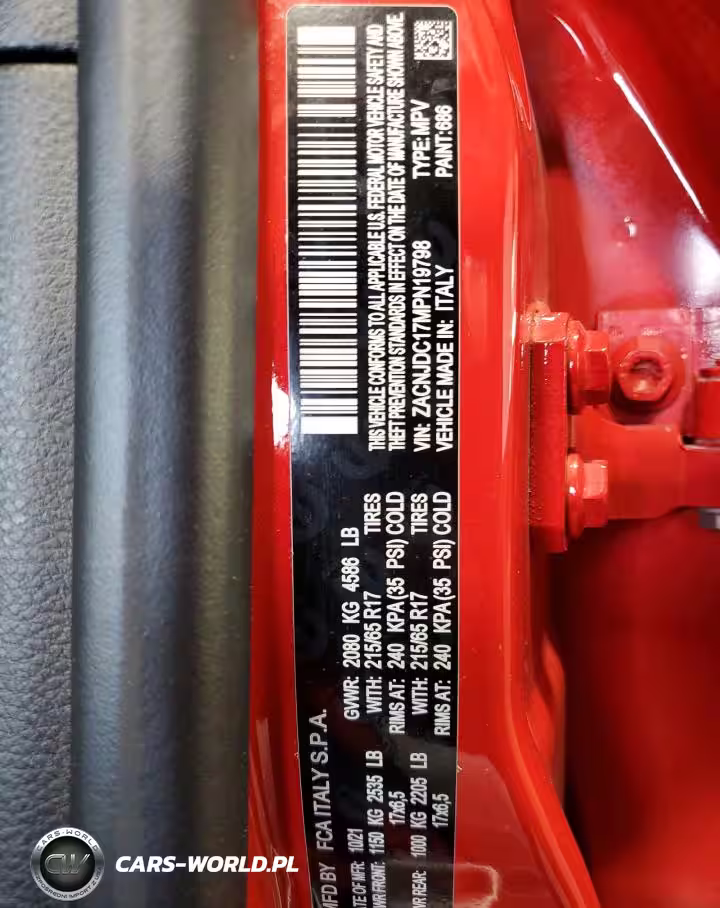 MFD BY FCA ITALY S.P.A.
DATE OF MFR: 10/21 GVWR: 2080 KG 4586 LB
GAWR FRONT: 1150 KG 2535 LB WITH: 215/65 R17 TIRES
17x6,5 RIMS AT: 240 KPA(35 PSI) COLD
GAWR REAR: 1000 KG 2205 LB WITH: 215/65 R17 TIRES
17x6,5 RIMS AT: 240 KPA(35 PSI) COLD
THIS VEHICLE CONFORMS TO ALL APPLICABLE U.S. FEDERAL MOTOR VEHICLE SAFETY AND
THEFT PREVENTION STANDARDS IN EFFECT ON THE DATE OF MANUFACTURE SHOWN ABOVE.
VIN: ZACNJDC17MPN19798 TYPE: MPV
VEHICLE MADE IN: ITALY PAINT: 686
CARS-WORLD
CW
CARS-WORLD.PL